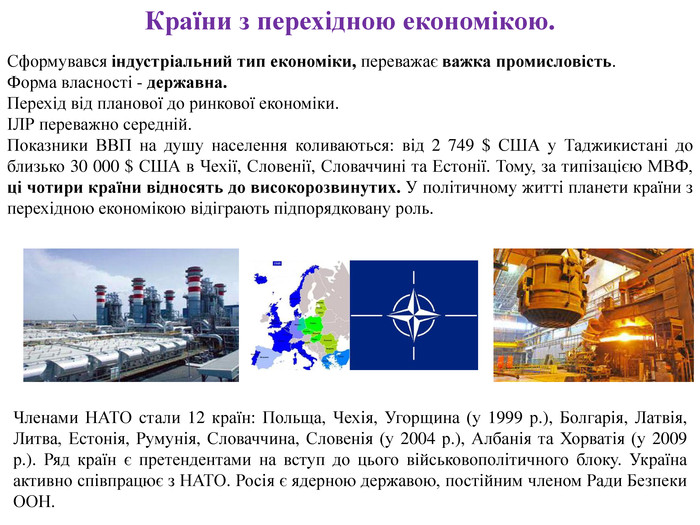 Країни з перехідною економікою.
Сформувався індустріальний тип економіки, переважає важка промисловість.
Форма власності - державна.
Перехід від планової до ринкової економіки.
ІЛР переважно середній.
Показники ВВП на душу населення коливаються: від 2 749 $ США у Таджикистані до
близько 30 000 $ США в Чехії, Словенії, Словаччині та Естонії. Тому, за типізацією МВФ,
ці чотири країни відносять до високорозвинутих. У політичному житті планети країни з
перехідною економікою відіграють підпорядковану роль.
Членами НАТО стали 12 країн: Польща, Чехія, Угорщина (у 1999 р.), Болгарія, Латвія,
Литва, Естонія, Румунія, Словаччина, Словенія (у 2004 р.), Албанія та Хорватія (у 2009
р.). Ряд країн є претендентами на вступ до цього військовополітичного блоку. Україна
активно співпрацює з НАТО. Росія є ядерною державою, постійним членом Ради Безпеки
ООН.